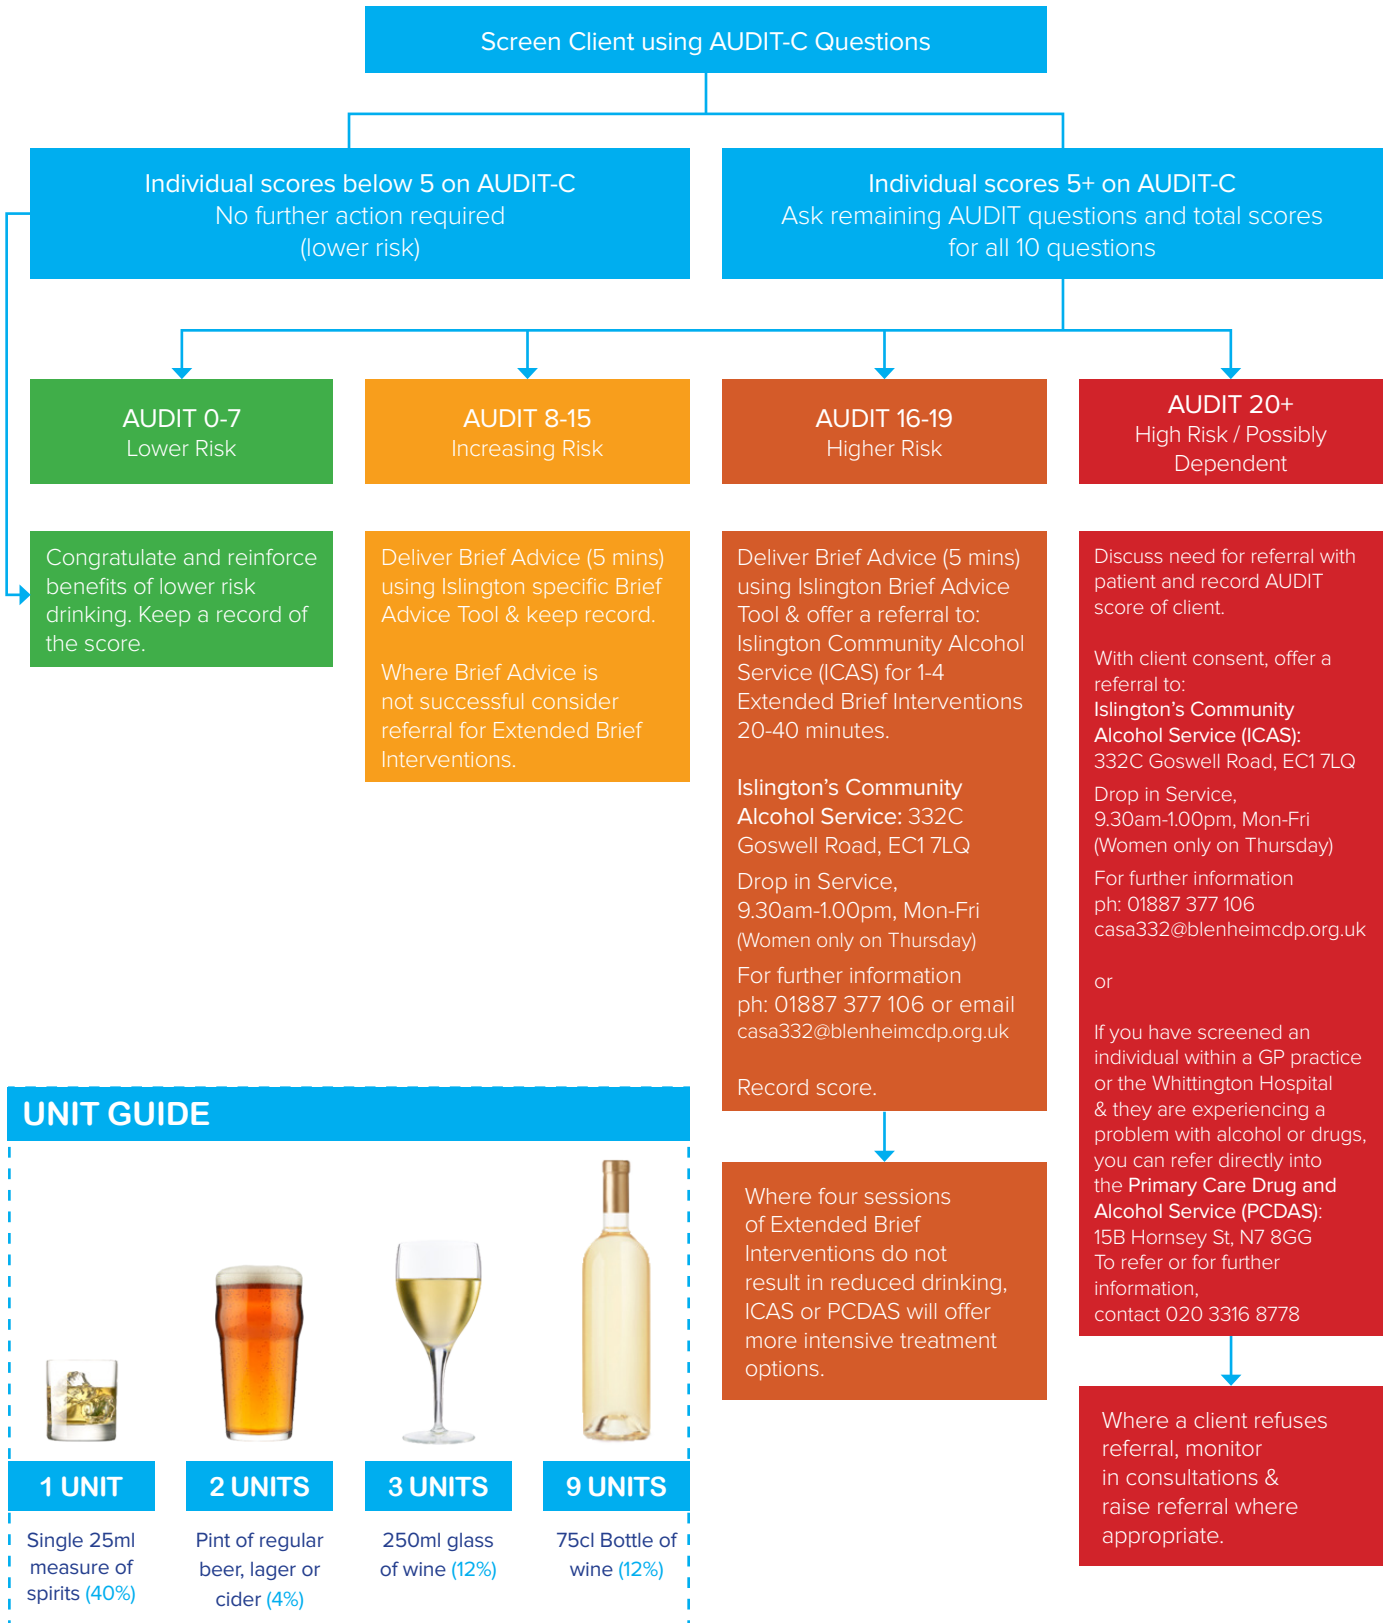 Screen Client using AUDIT-C Questions
Individual scores below 5 on AUDIT-C
No further action required
(lower risk)
Individual scores 5+ on AUDIT-C
Ask remaining AUDIT questions and total scores
for all 10 questions
AUDIT 0-7
Lower Risk
AUDIT 8-15
Increasing Risk
AUDIT 16-19
Higher Risk
AUDIT 20+
High Risk / Possibly
Dependent
Congratulate and reinforce
benefits of lower risk
drinking. Keep a record of
the score.
Deliver Brief Advice (5 mins)
using Islington specific Brief
Advice Tool & keep record.
Where Brief Advice is
not successful consider
referral for Extended Brief
Interventions.
Deliver Brief Advice (5 mins)
using Islington Brief Advice
Tool & offer a referral to:
Islington Community Alcohol
Service (ICAS) for 1-4
Extended Brief Interventions
20-40 minutes.
Islington's Community
Alcohol Service: 332C
Goswell Road, EC1 7LQ
Drop in Service,
9.30am-1.00pm, Mon-Fri
(Women only on Thursday)
For further information
ph: 01887 377 106 or email
casa332@blenheimcdp.org.uk
Record score.
Where four sessions
of Extended Brief
Interventions do not
result in reduced drinking,
ICAS or PCDAS will offer
more intensive treatment
options.
Discuss need for referral with
patient and record AUDIT
score of client.
With client consent, offer a
referral to:
Islington's Community
Alcohol Service (ICAS):
332C Goswell Road, EC1 7LQ
Drop in Service,
9.30am-1.00pm, Mon-Fri
(Women only on Thursday)
For further information
ph: 01887 377 106
casa332@blenheimcdp.org.uk
or
If you have screened an
individual within a GP practice
or the Whittington Hospital
& they are experiencing a
problem with alcohol or drugs,
you can refer directly into
the Primary Care Drug and
Alcohol Service (PCDAS):
15B Hornsey St, N7 8GG
To refer or for further
information,
contact 020 3316 8778
Where a client refuses
referral, monitor
in consultations &
raise referral where
appropriate.
UNIT GUIDE
1 UNIT
Single 25ml
measure of
spirits (40%)
2 UNITS
Pint of regular
beer, lager or
cider (4%)
3 UNITS
250ml glass
of wine (12%)
9 UNITS
75cl Bottle of
wine (12%)